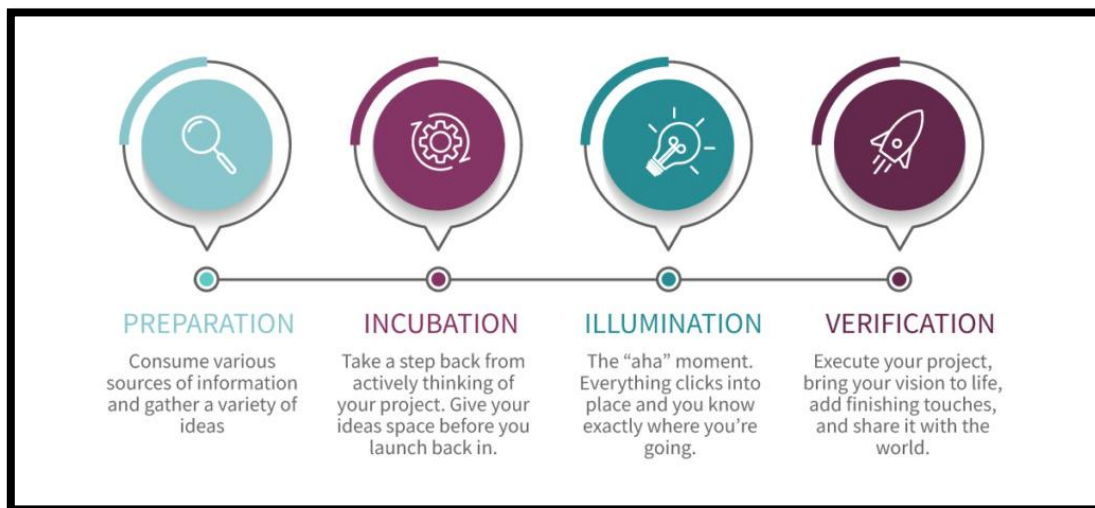 PREPARATION
Consume various
sources of information
and gather a variety of
ideas
INCUBATION
Take a step back from
actively thinking of
your project. Give your
ideas space before you
launch back in.
ILLUMINATION
The “aha” moment.
Everything clicks into
place and you know
exactly where you’re
going.
VERIFICATION
Execute your project,
bring your vision to life,
add finishing touches,
and share it with the
world.